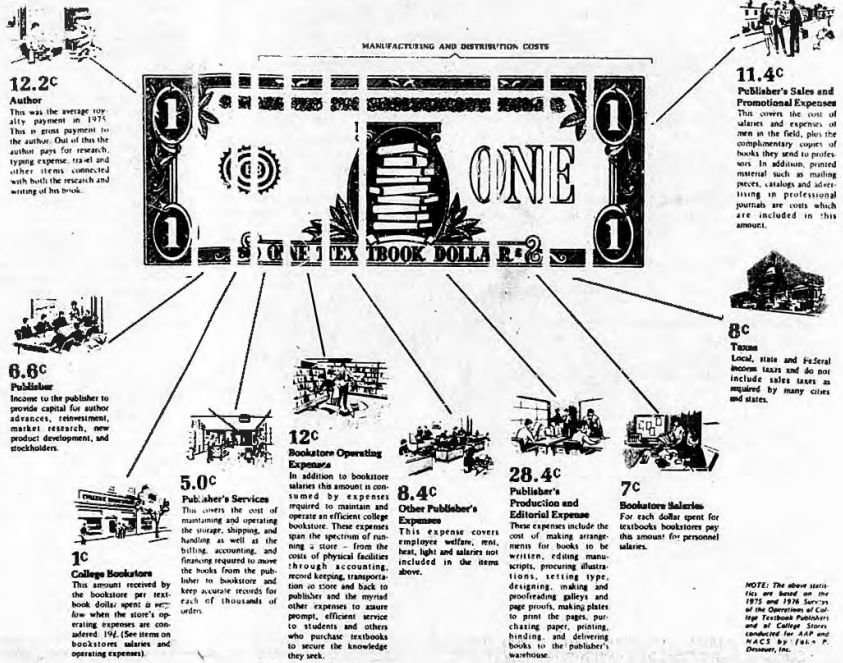 MANUFACTURING AND DISTRIBUTION COSTS
12.2¢
Author
This was the average roy-
alty payment in 1975.
This is gross payment to
the author. Out of this the
author pays for research,
typing expense, travel and
other items connected
with both the research and
writing of his book.
11.4¢
Publisher's Sales and
Promotional Expenses
This covers the cost of
salaries and expenses of
men in the field, plus the
complimentary copies of
books they send to profes-
sors. In addition, printed
material such as mailing
pieces, catalogs and adver-
tising in professional
journals are costs which
are included in this
amount.
1
1
ONE
1
1
ONE TEXTBOOK DOLLAR
6.6¢
Publisher
Income to the publisher to
provide capital for author
advances, reinvestment,
market research, new
product development, and
stockholders.
COLLEGE
1¢
College Bookstores
This amount received by
the bookstore per text-
book dollar spent is very
low when the store's op-
erating expenses are con-
sidered: 19¢. (See items on
bookstores salaries and
operating expenses).
5.0¢
Publisher's Services
This covers the cost of
maintaining and operating
the storage, shipping, and
handling as well as the
billing, accounting, and
financing required to move
the books from the pub-
lisher to bookstore and
keep accurate records for
each of thousands of
orders.
12¢
Bookstore Operating
Expenses
In addition to bookstore
salaries this amount is con-
sumed by expenses
required to maintain and
operate an efficient college
bookstore. These expenses
span the spectrum of run-
ning a store – from the
costs of physical facilities
through accounting,
record keeping, transporta-
tion to store and back to
publisher and the myriad
other expenses to assure
prompt, efficient service
to students and others
who purchase textbooks
to secure the knowledge
they seek.
8.4¢
Other Publisher's
Expenses
This expense covers
employee welfare, rent,
heat, light and salaries not
included in the items
above.
28.4¢
Publisher's
Production and
Editorial Expense
These expenses include the
cost of making arrange-
ments for books to be
written, editing manu-
scripts, procuring illustra-
tions, setting type,
designing, making and
proofreading galleys and
page proofs, making plates
to print the pages, pur-
chasing paper, printing,
binding, and delivering
books to the publisher's
warehouse.
7¢
Bookstore Salaries
For each dollar spent for
textbooks bookstores pay
this amount for personnel
salaries.
8¢
Taxes
Local, state and Federal
income taxes and do not
include sales taxes as
required by many cities
and states.
NOTE: The above statis-
tics are based on the
1975 and 1976 Surveys
of the Operations of Col-
lege Textbook Publishers
and of College Stores
conducted for AAP and
NACS by John P.
Dessauer, Inc.